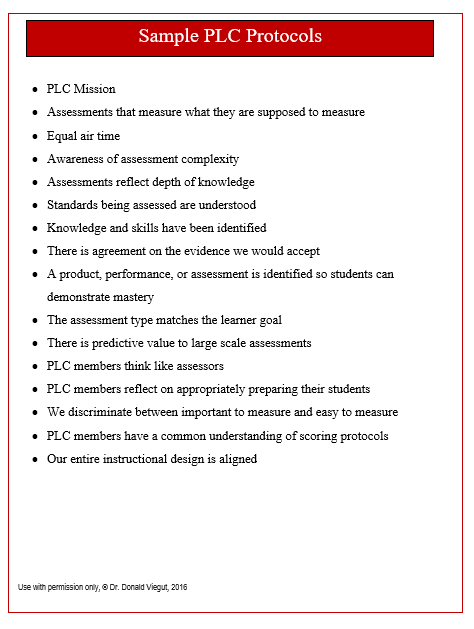 Sample PLC Protocols
• PLC Mission
• Assessments that measure what they are supposed to measure
• Equal air time
• Awareness of assessment complexity
• Assessments reflect depth of knowledge
• Standards being assessed are understood
• Knowledge and skills have been identified
• There is agreement on the evidence we would accept
• A product, performance, or assessment is identified so students can
demonstrate mastery
• The assessment type matches the learner goal
• There is predictive value to large scale assessments
• PLC members think like assessors
• PLC members reflect on appropriately preparing their students
• We discriminate between important to measure and easy to measure
• PLC members have a common understanding of scoring protocols
• Our entire instructional design is aligned
Use with permission only, © Dr. Donald Viegut, 2016